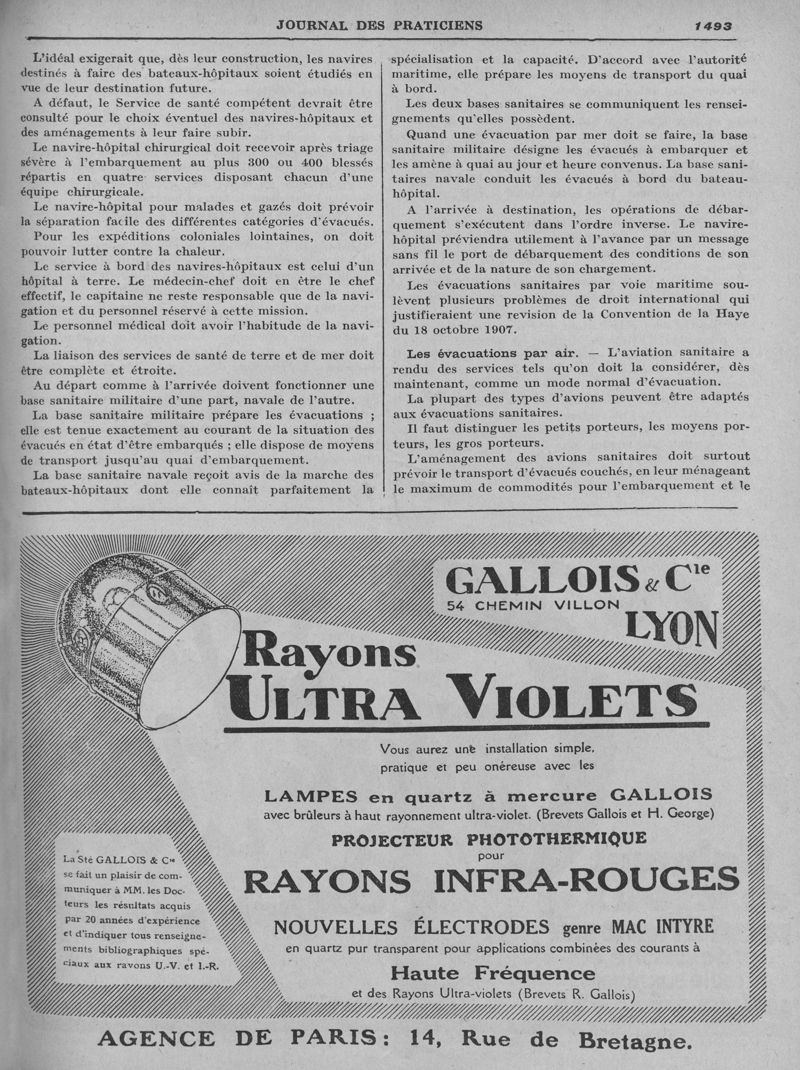 JOURNAL DES PRATICIENS 1493
L'idéal exigerait que, dès leur construction, les navires
destinés à faire des bateaux-hôpitaux soient étudiés en
vue de leur destination future.
A défaut, le Service de santé compétent devrait être
consulté pour le choix éventuel des navires-hôpitaux et
des aménagements à leur faire subir.
Le navire-hôpital chirurgical doit recevoir après triage
sévère à l'embarquement au plus 300 ou 400 blessés
répartis en quatre services disposant chacun d'une
équipe chirurgicale.
Le navire-hôpital pour malades et gazés doit prévoir
la séparation facile des différentes catégories d'évacués.
Pour les expéditions coloniales lointaines, on doit
pouvoir lutter contre la chaleur.
Le service à bord des navires-hôpitaux est celui d'un
hôpital à terre. Le médecin-chef doit en être le chef
effectif, le capitaine ne reste responsable que de la navi-
gation et du personnel réservé à cette mission.
Le personnel médical doit avoir l'habitude de la navi-
gation.
La liaison des services de santé de terre et de mer doit
être complète et étroite.
Au départ comme à l'arrivée doivent fonctionner une
base sanitaire militaire d'une part, navale de l'autre.
La base sanitaire militaire prépare les évacuations ;
elle est tenue exactement au courant de la situation des
évacués en état d'être embarqués ; elle dispose de moyens
de transport jusqu'au quai d'embarquement.
La base sanitaire navale reçoit avis de la marche des
bateaux-hôpitaux dont elle connaît parfaitement la
spécialisation et la capacité. D'accord avec l'autorité
maritime, elle prépare les moyens de transport du quai
à bord.
Les deux bases sanitaires se communiquent les rensei-
gnements qu'elles possèdent.
Quand une évacuation par mer doit se faire, la base
sanitaire militaire désigne les évacués à embarquer et
les amène à quai au jour et heure convenus. La base sani-
taires navale conduit les évacués à bord du bateau-
hôpital.
A l'arrivée à destination, les opérations de débar-
quement s'exécutent dans l'ordre inverse. Le navire-
hôpital préviendra utilement à l'avance par un message
sans fil le port de débarquement des conditions de son
arrivée et de la nature de son chargement.
Les évacuations sanitaires par voie maritime sou-
lèvent plusieurs problèmes de droit international qui
justifieraient une revision de la Convention de la Haye
du 18 octobre 1907.
Les évacuations par air. — L'aviation sanitaire a
rendu des services tels qu'on doit la considérer, dès
maintenant, comme un mode normal d'évacuation.
La plupart des types d'avions peuvent être adaptés
aux évacuations sanitaires.
Il faut distinguer les petits porteurs, les moyens por-
teurs, les gros porteurs.
L'aménagement des avions sanitaires doit surtout
prévoir le transport d'évacués couchés, en leur ménageant
le maximum de commodités pour l'embarquement et le
GALLOIS & Cie
54 CHEMIN VILLON
LYON
Rayons
ULTRA VIOLETS
Vous aurez une installation simple,
pratique et peu onéreuse avec les
LAMPES en quartz à mercure GALLOIS
avec brûleurs à haut rayonnement ultra-violet. (Brevets Gallois et H. George)
PROJECTEUR PHOTOTHERMIQUE
pour
RAYONS INFRA-ROUGES
NOUVELLES ÉLECTRODES genre MAC INTYRE
en quartz pur transparent pour applications combinées des courants à
Haute Fréquence
et des Rayons Ultra-violets (Brevets R. Gallois)
La Sté GALLOIS & Cie
se fait un plaisir de com-
muniquer à MM. les Doc-
teurs les résultats acquis
par 20 années d'expérience
et d'indiquer tous renseigne-
ments bibliographiques spé-
ciaux aux rayons U.-V. et I.-R.
AGENCE DE PARIS: 14, Rue de Bretagne.